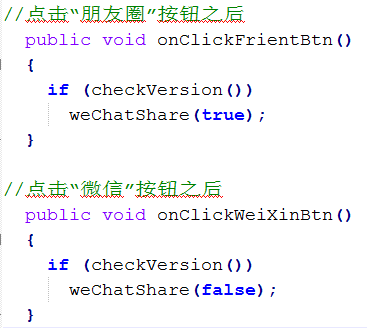 //点击“朋友圈”按钮之后
public void onClickFrientBtn()
{
if (checkVersion())
weChatShare(true);
}
//点击“微信”按钮之后
public void onClickWeiXinBtn()
{
if (checkVersion())
weChatShare(false);
}